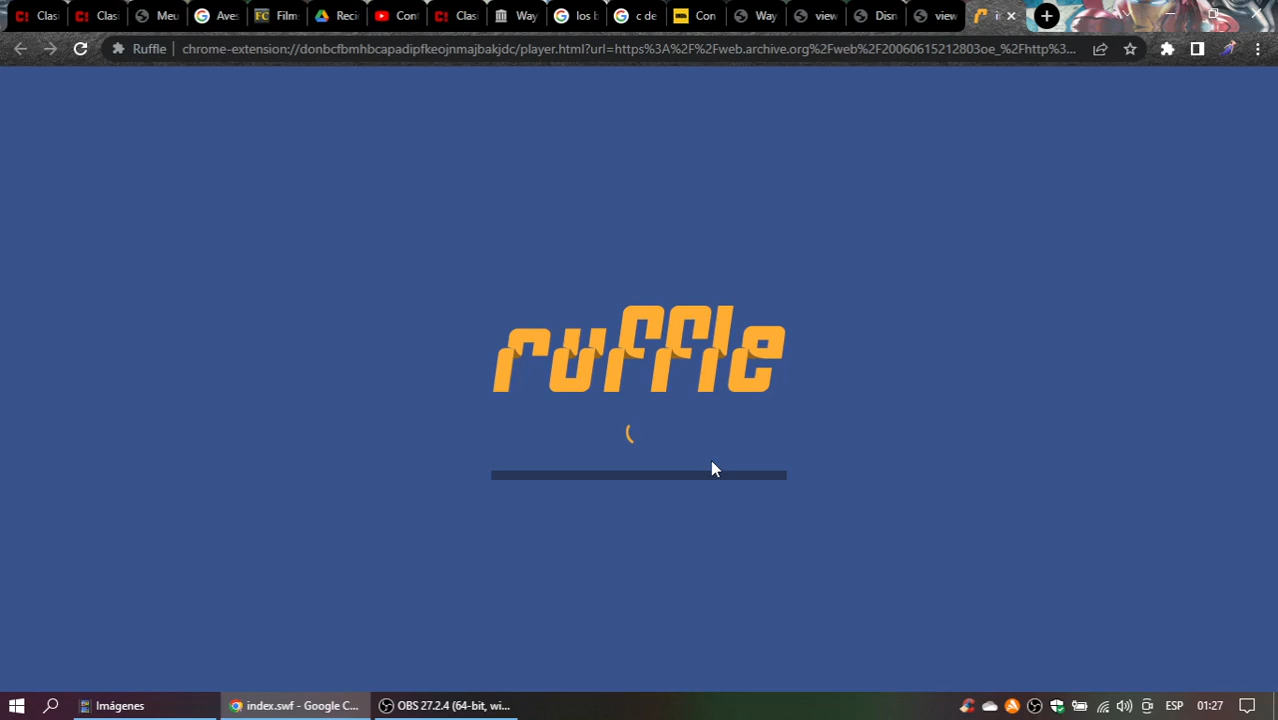 Clas
Clas
Meu
Aves
Film
Reci
Con
Clas
Way
los b
c de
Con
Way
view
Disn
view
i
Ruffle
chrome-extension://donbcfbmhbcapadipfkeojnmajbakjdc/player.html?url=https%3A%2F%2Fweb.archive.org%2Fweb%2F20060615212803oe_%2Fhttp%3...
ruffle
Imágenes
index.swf - Google C...
OBS 27.2.4 (64-bit, wi...
ESP
01:27